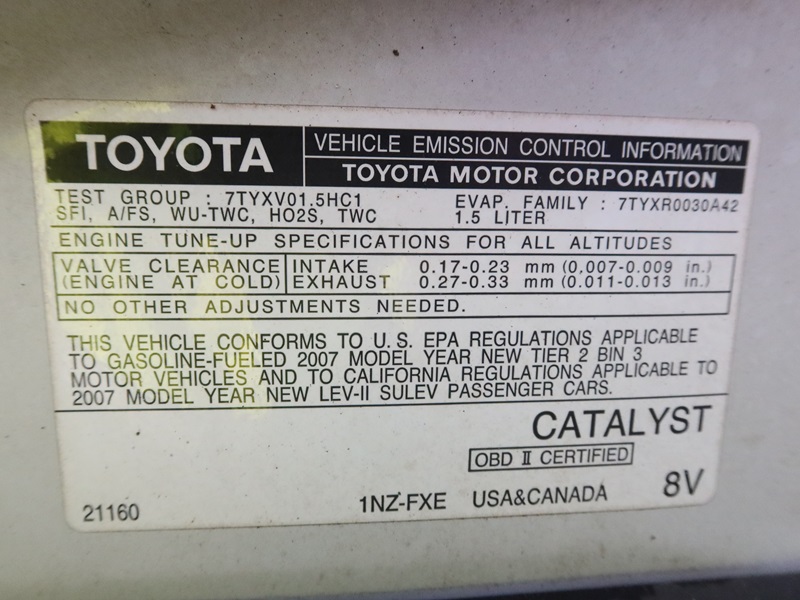 TOYOTA
VEHICLE EMISSION CONTROL INFORMATION
TOYOTA MOTOR CORPORATION
TEST GROUP : 7TYXV01.5HC1 EVAP. FAMILY : 7TYXR0030A42
SFI, A/FS, WU-TWC, HO2S, TWC 1.5 LITER
ENGINE TUNE-UP SPECIFICATIONS FOR ALL ALTITUDES
VALVE CLEARANCE INTAKE 0.17-0.23 mm (0.007-0.009 in.)
(ENGINE AT COLD) EXHAUST 0.27-0.33 mm (0.011-0.013 in.)
NO OTHER ADJUSTMENTS NEEDED.
THIS VEHICLE CONFORMS TO U.S. EPA REGULATIONS APPLICABLE
TO GASOLINE-FUELED 2007 MODEL YEAR NEW TIER 2 BIN 3
MOTOR VEHICLES AND TO CALIFORNIA REGULATIONS APPLICABLE TO
2007 MODEL YEAR NEW LEV-II SULEV PASSENGER CARS.
CATALYST
OBD II CERTIFIED
21160 1NZ-FXE USA&CANADA 8V